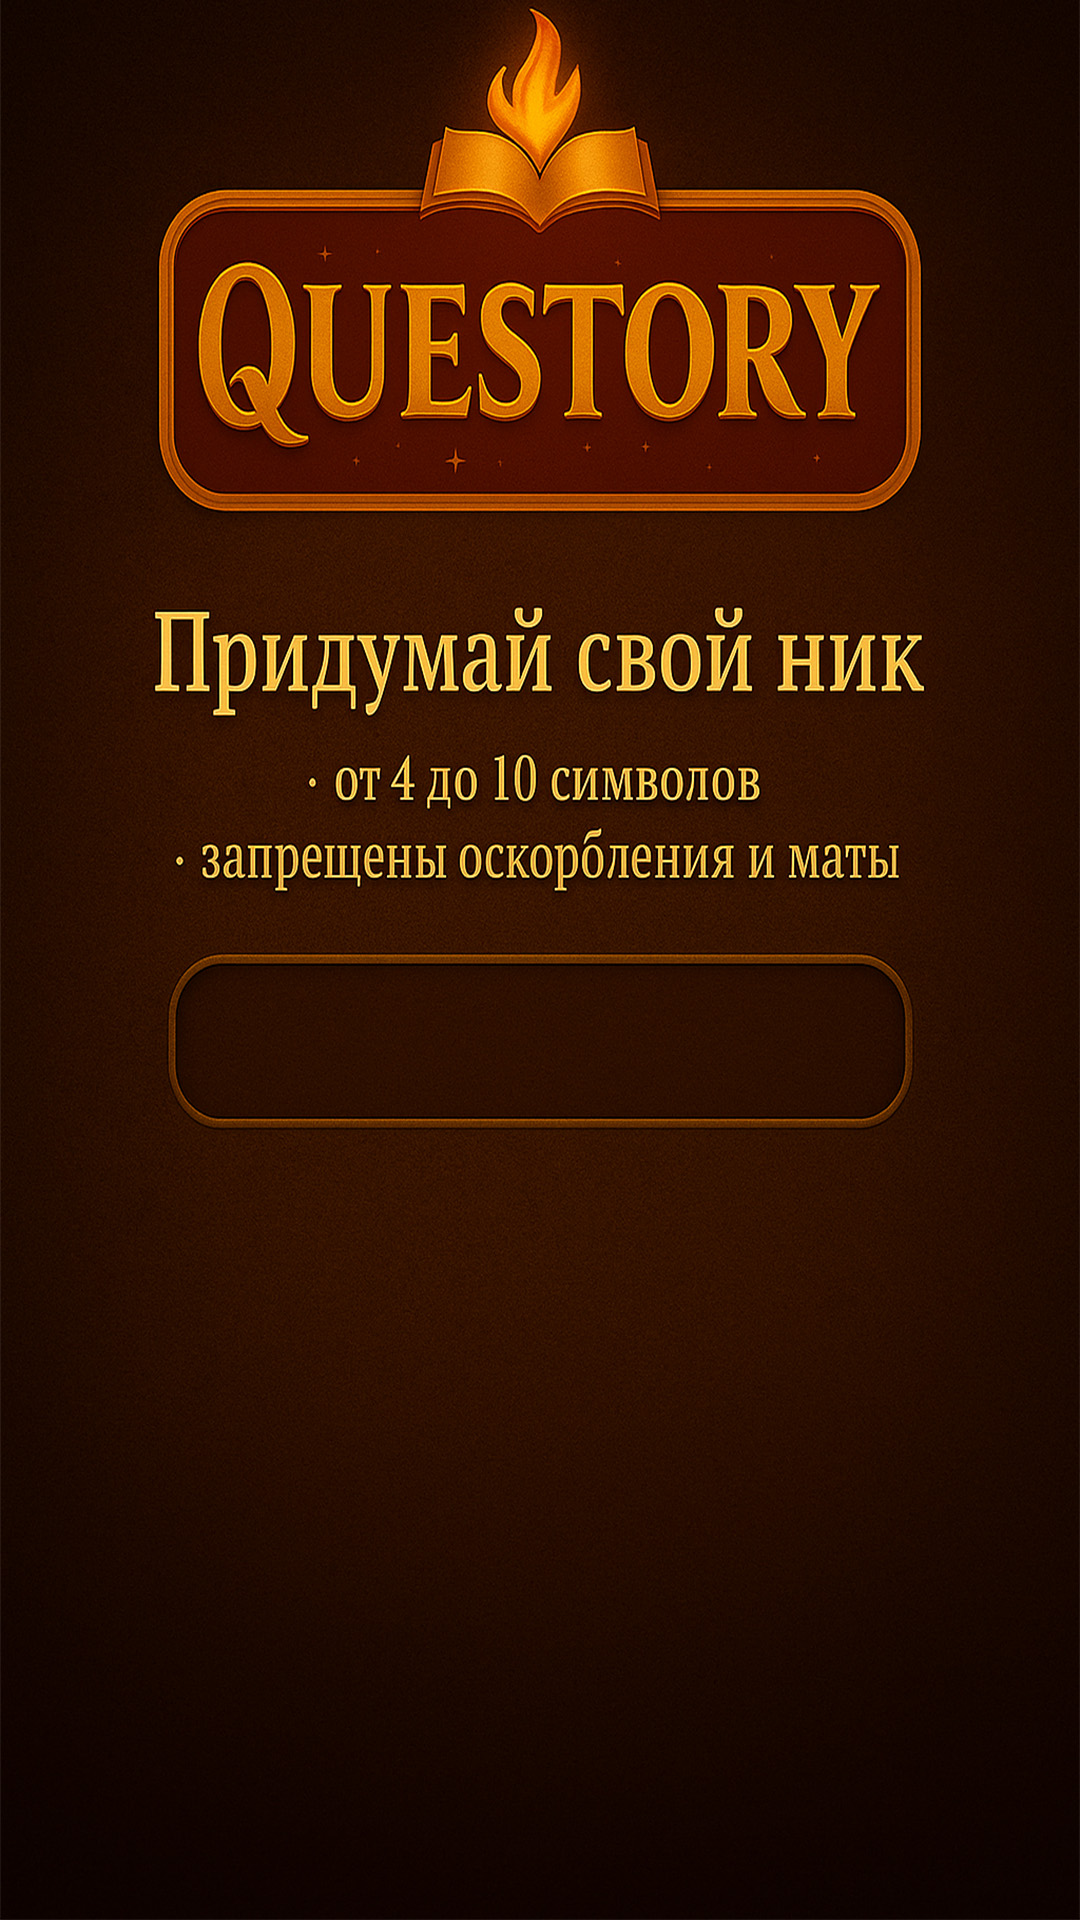 QUESTORY
Придумай свой ник
· от 4 до 10 символов
· запрещены оскорбления и маты